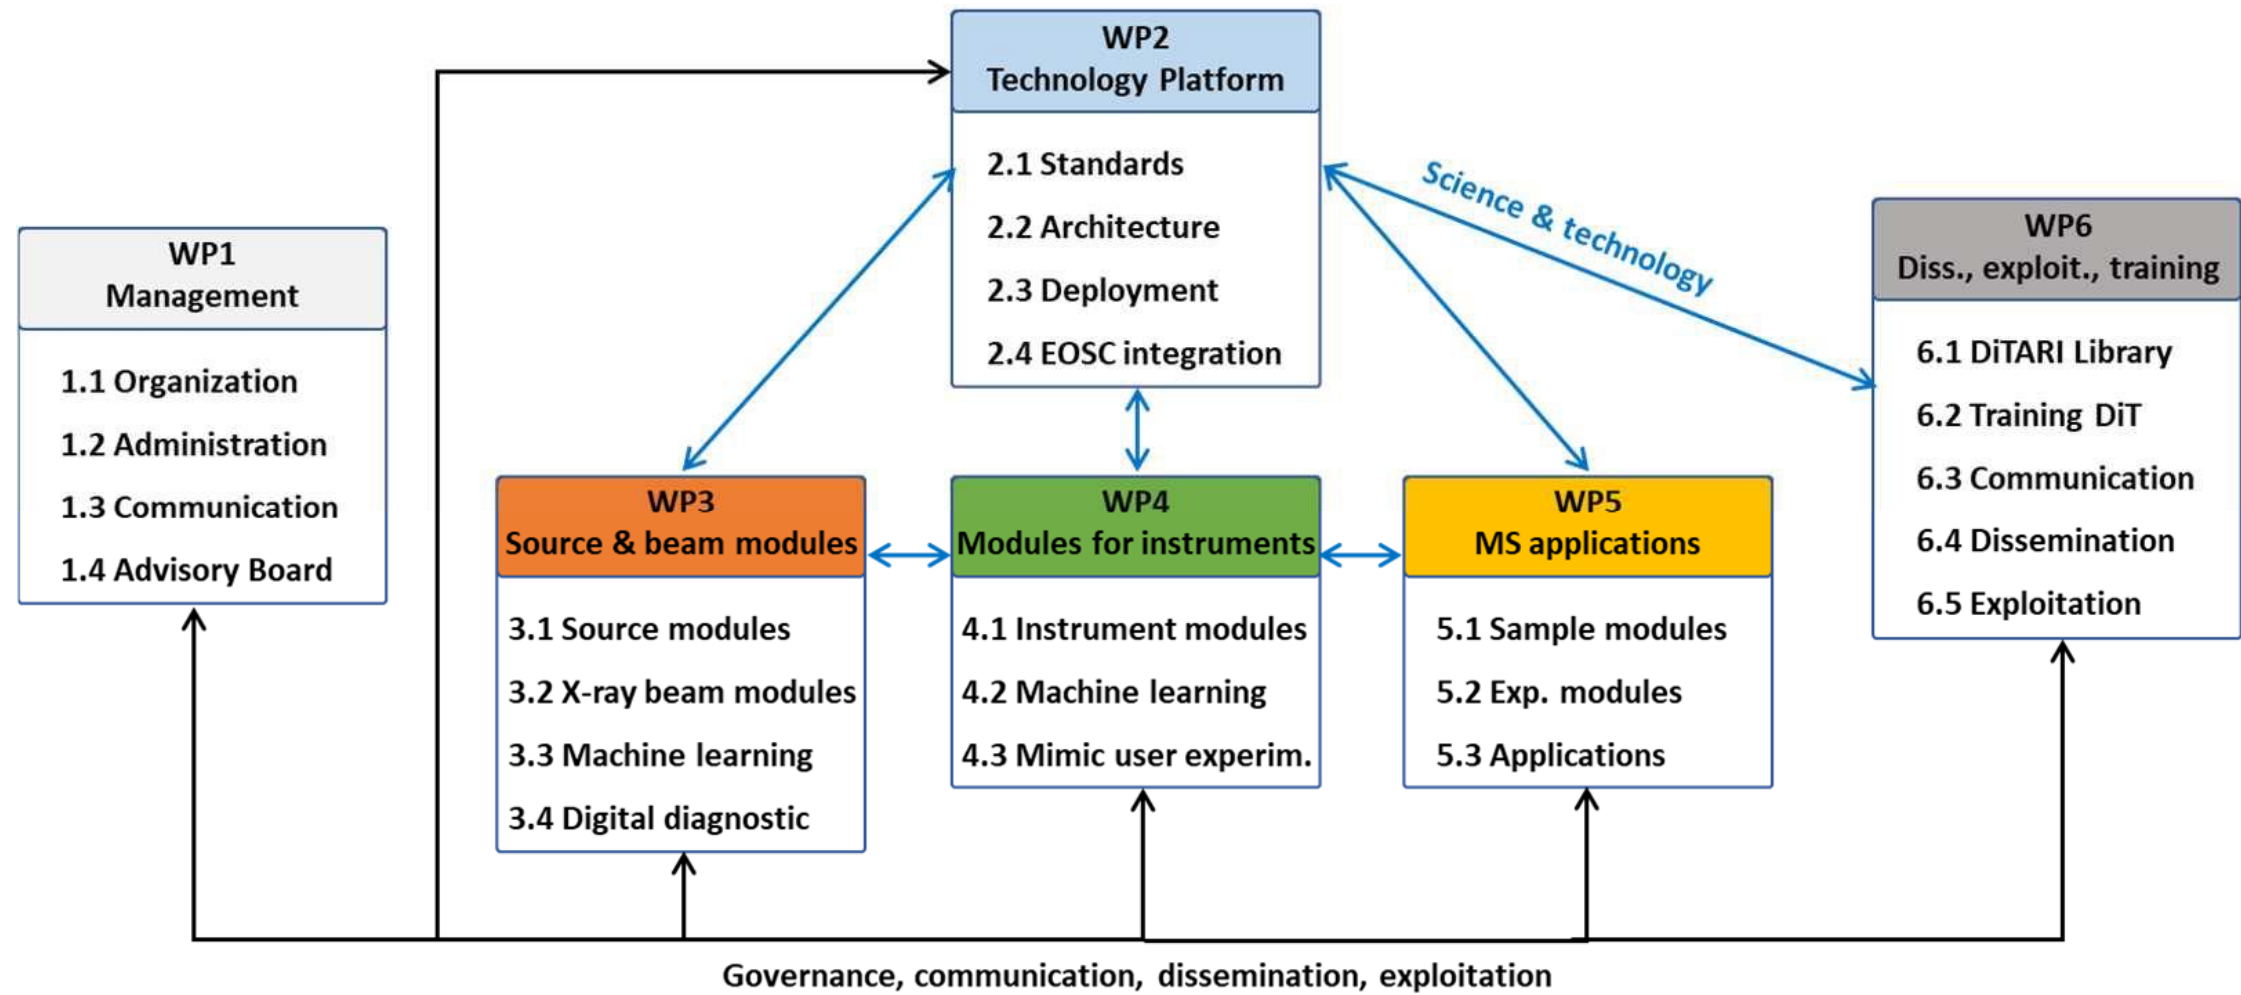 WP2
Technology Platform
2.1 Standards
2.2 Architecture
2.3 Deployment
2.4 EOSC integration
Science & technology
WP1
Management
1.1 Organization
1.2 Administration
1.3 Communication
1.4 Advisory Board
WP3
Source & beam modules
3.1 Source modules
3.2 X-ray beam modules
3.3 Machine learning
3.4 Digital diagnostic
WP4
Modules for instruments
4.1 Instrument modules
4.2 Machine learning
4.3 Mimic user experim.
WP5
MS applications
5.1 Sample modules
5.2 Exp. modules
5.3 Applications
WP6
Diss., exploit., training
6.1 DiTARI Library
6.2 Training DiT
6.3 Communication
6.4 Dissemination
6.5 Exploitation
Governance, communication, dissemination, exploitation